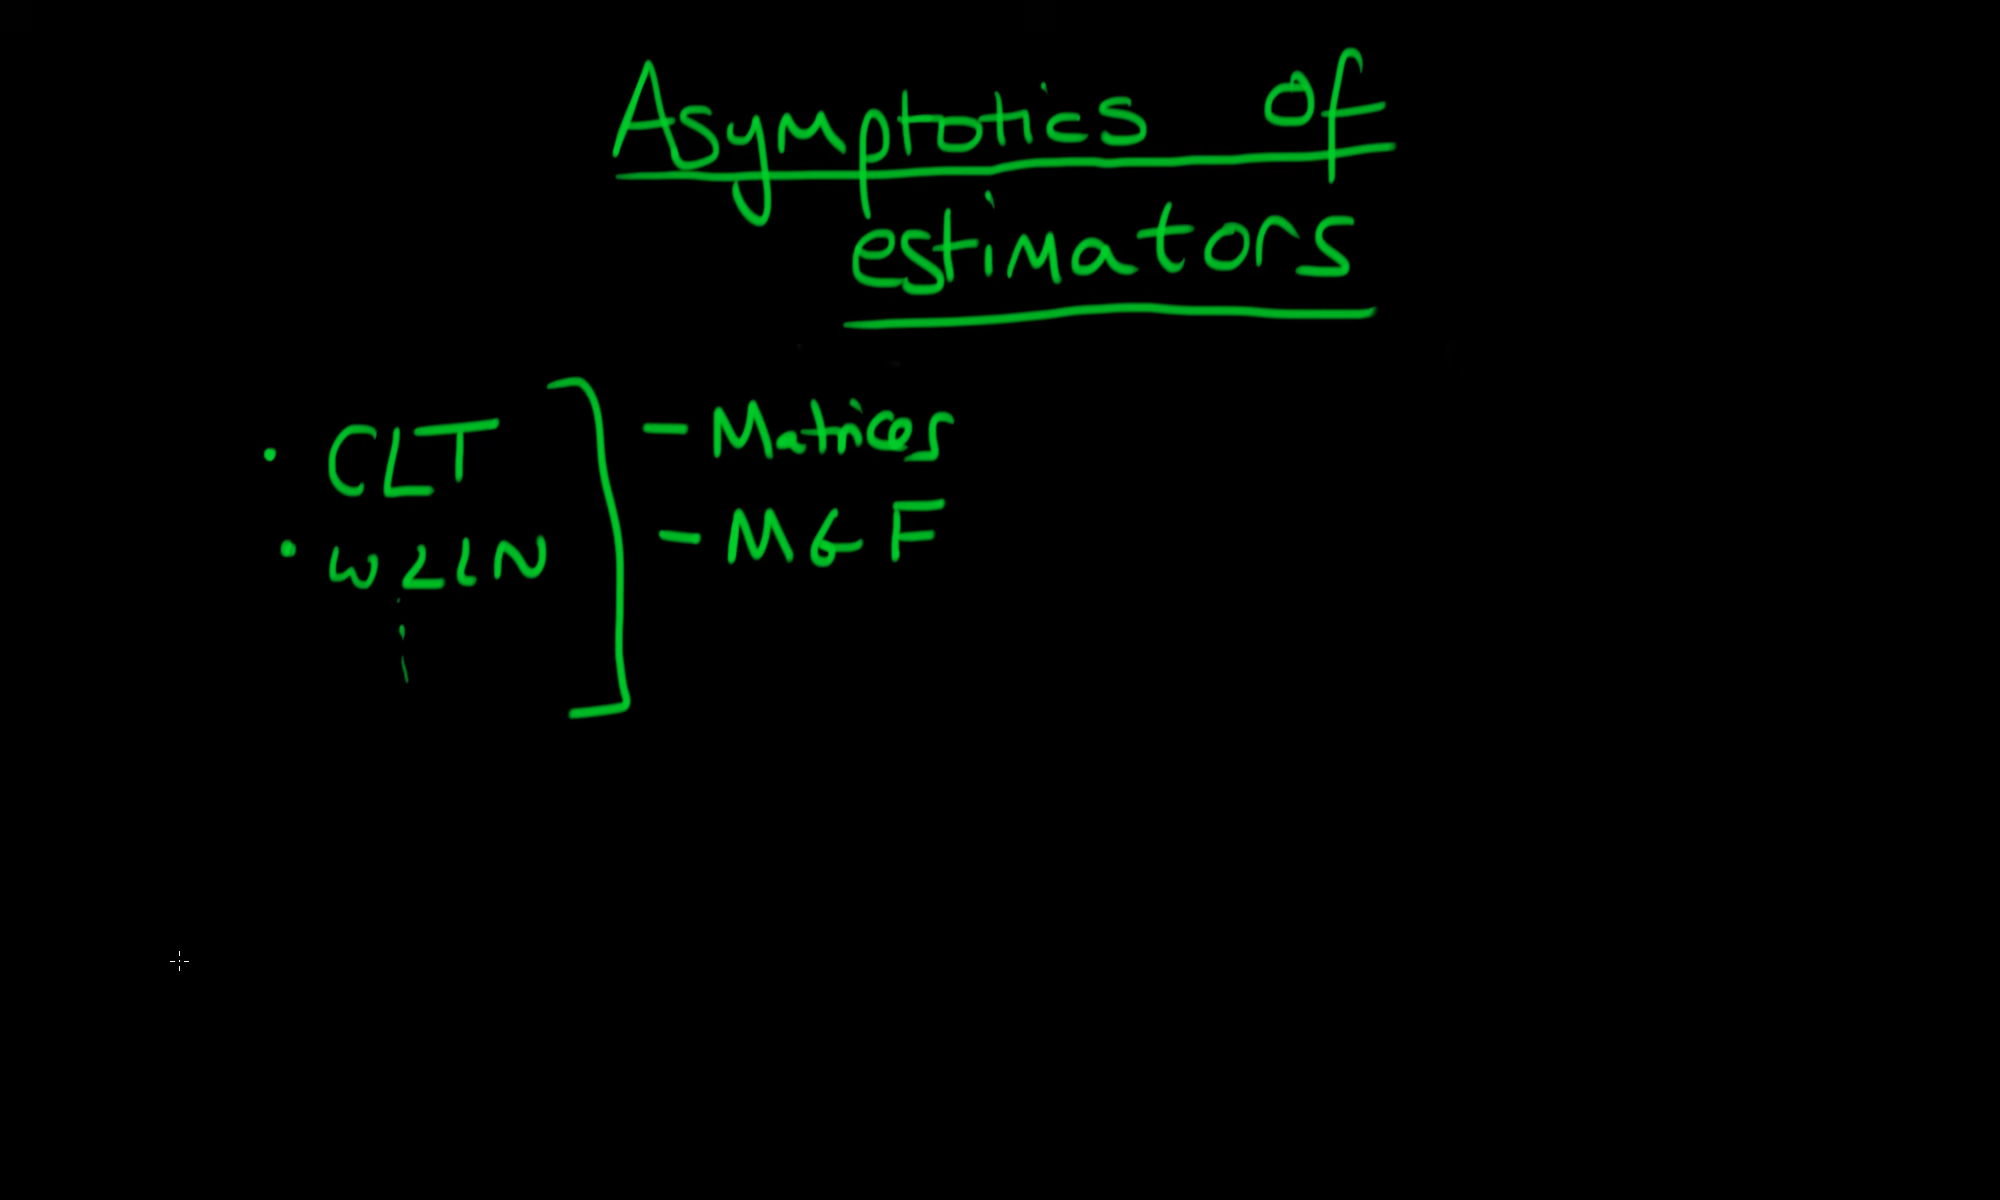 Asymptotics of
estimators
• CLT
• WLLN
- Matrices
- MGF